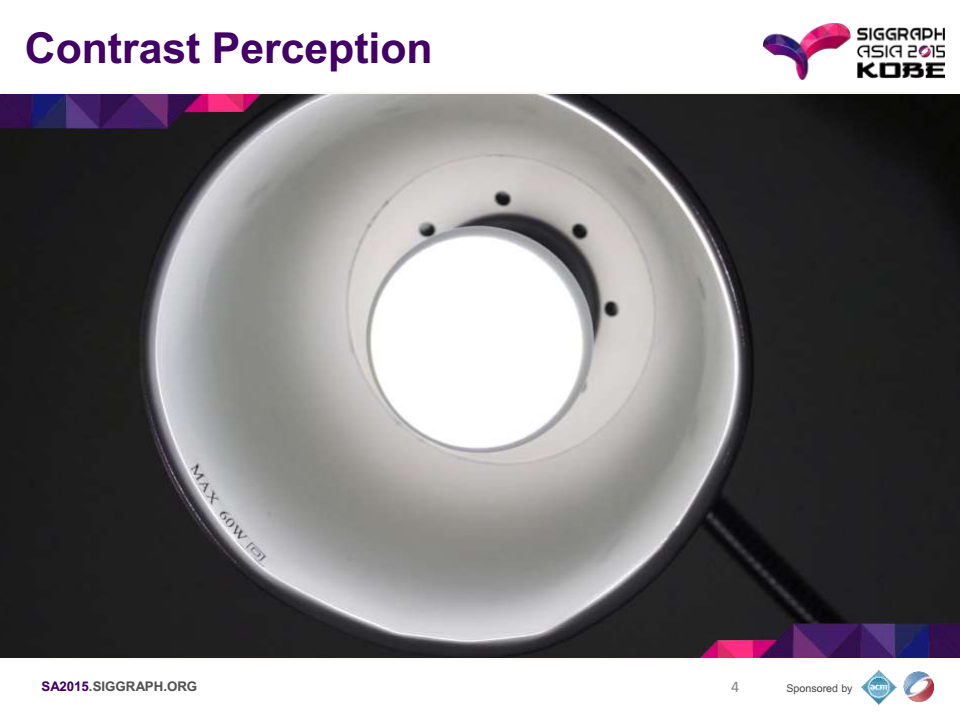 Contrast Perception
SIGGRAPH
ASIA 2015
KOBE
MAX 60W
SA2015.SIGGRAPH.ORG
4
Sponsored by
acm